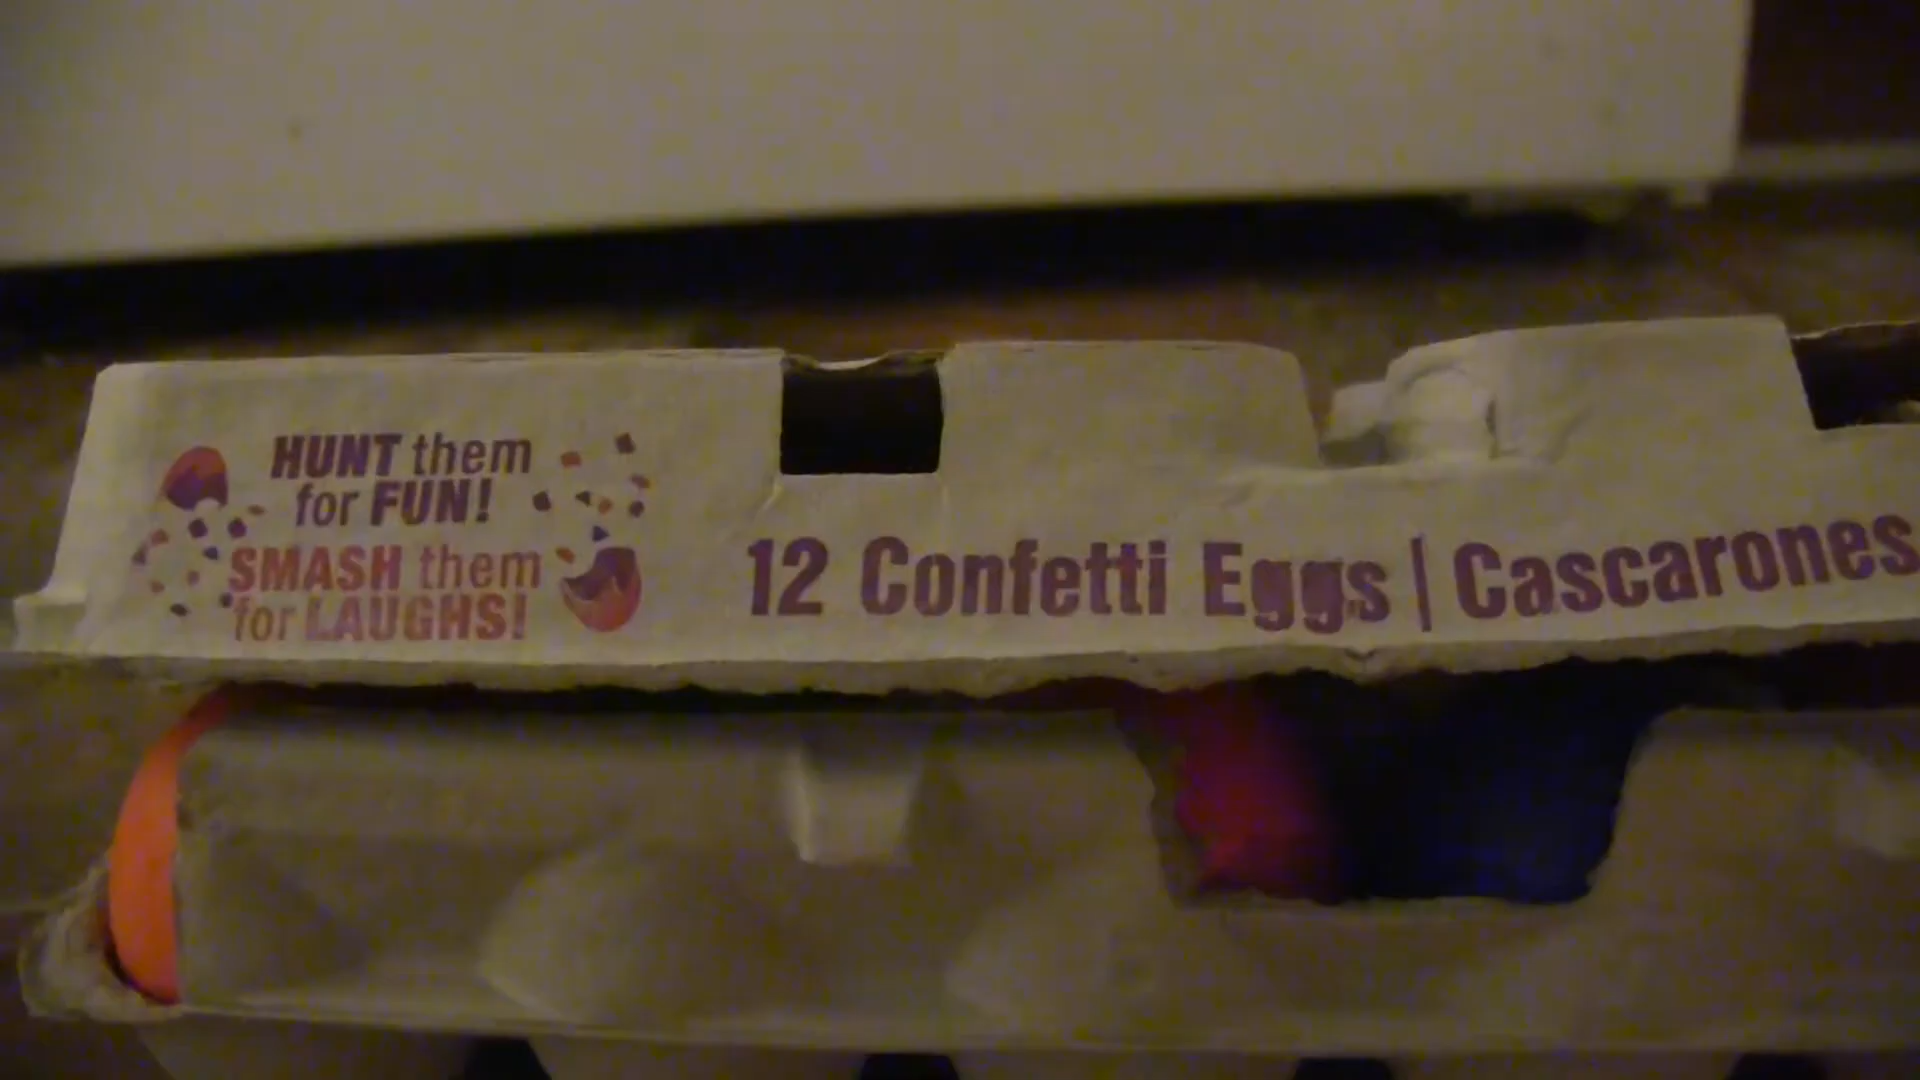 HUNT them
for FUN!
SMASH them
for LAUGHS!
12 Confetti Eggs | Cascarones